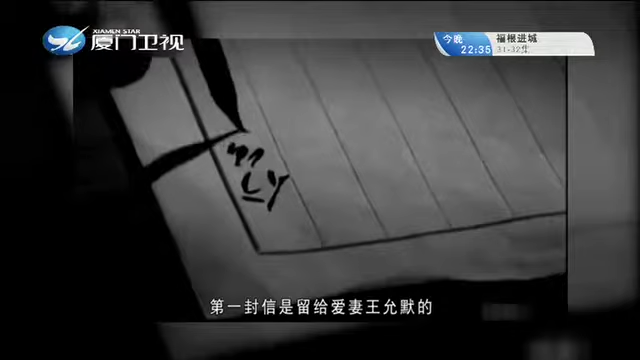 XIAMEN STAR
厦门卫视
今晚
22:35
福根进城
31-32集
第一封信是留给爱妻王允默的